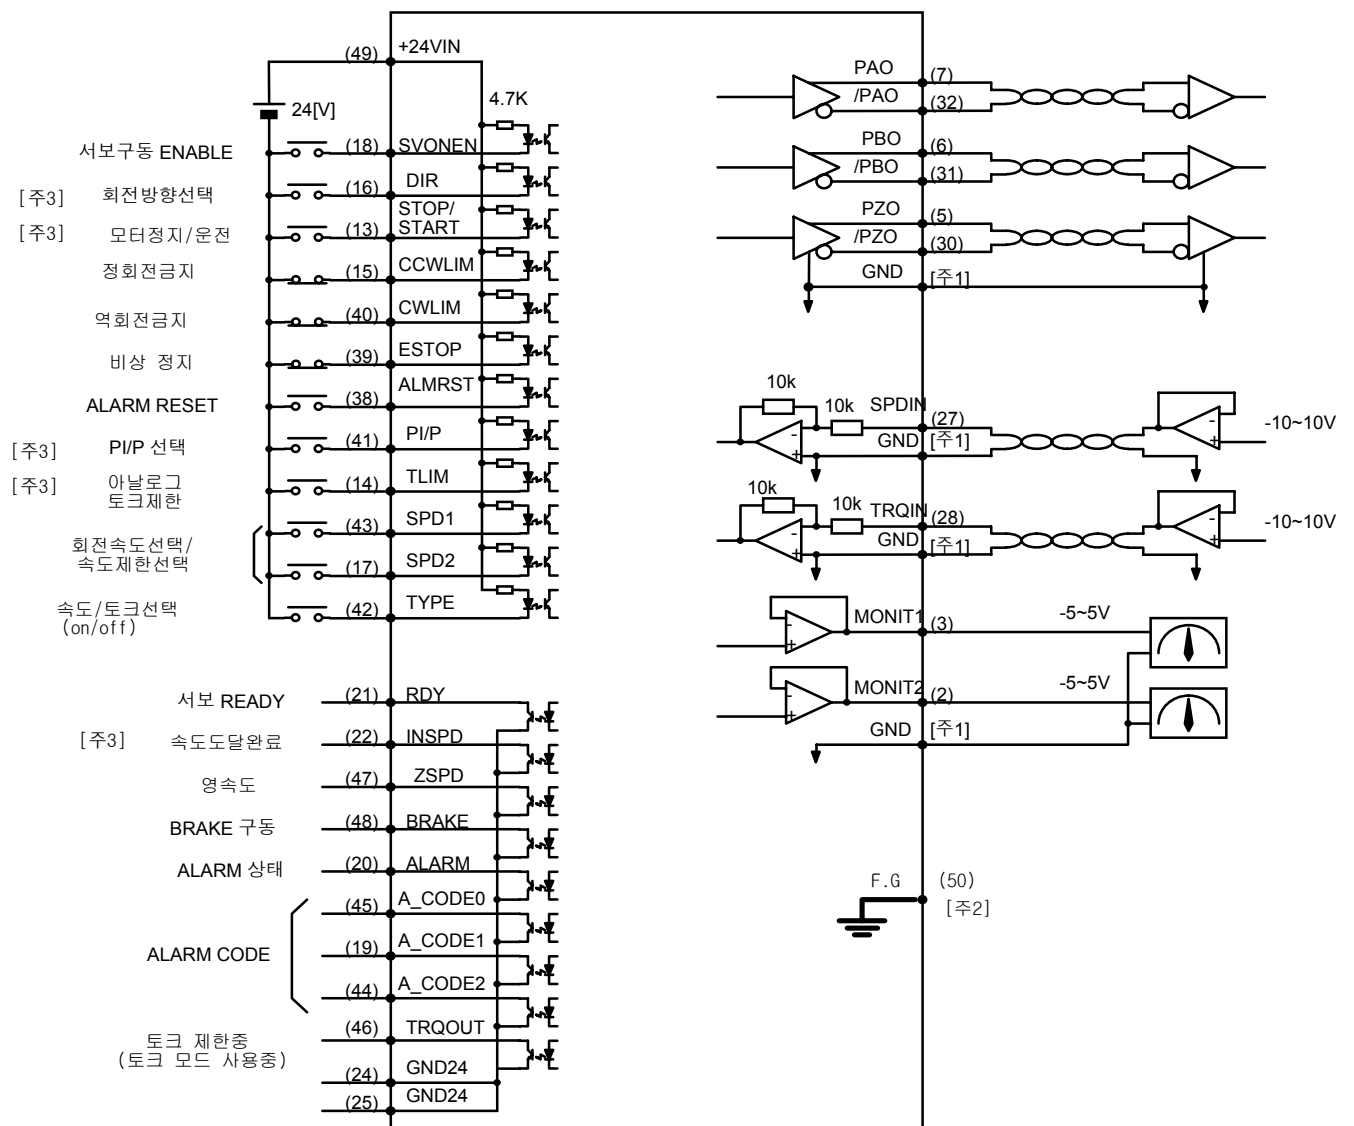 (49) +24VIN
24[V]
4.7K
서보구동 ENABLE (18) SVONEN
[주3] 회전방향선택 (16) DIR
[주3] 모터정지/운전 (13) STOP/
START
정회전금지 (15) CCWLIM
역회전금지 (40) CWLIM
비상 정지 (39) ESTOP
ALARM RESET (38) ALMRST
[주3] PI/P 선택 (41) PI/P
[주3] 아날로그
토크제한 (14) TLIM
회전속도선택/
속도제한선택
(43) SPD1
(17) SPD2
속도/토크선택
(on/off)
(42) TYPE
서보 READY (21) RDY
[주3] 속도도달완료 (22) INSPD
영속도 (47) ZSPD
BRAKE 구동 (48) BRAKE
ALARM 상태 (20) ALARM
ALARM CODE
(45) A_CODE0
(19) A_CODE1
(44) A_CODE2
토크 제한중
(토크 모드 사용중)
(46) TRQOUT
(24) GND24
(25) GND24
PAO (7)
/PAO (32)
PBO (6)
/PBO (31)
PZO (5)
/PZO (30)
GND [주1]
10k
10k SPDIN (27)
GND [주1]
- +
- +
-10~10V
10k
10k TRQIN (28)
GND [주1]
- +
- +
-10~10V
- +
MONIT1 (3) -5~5V
- +
MONIT2 (2) -5~5V
GND [주1]
F.G (50)
[주2]